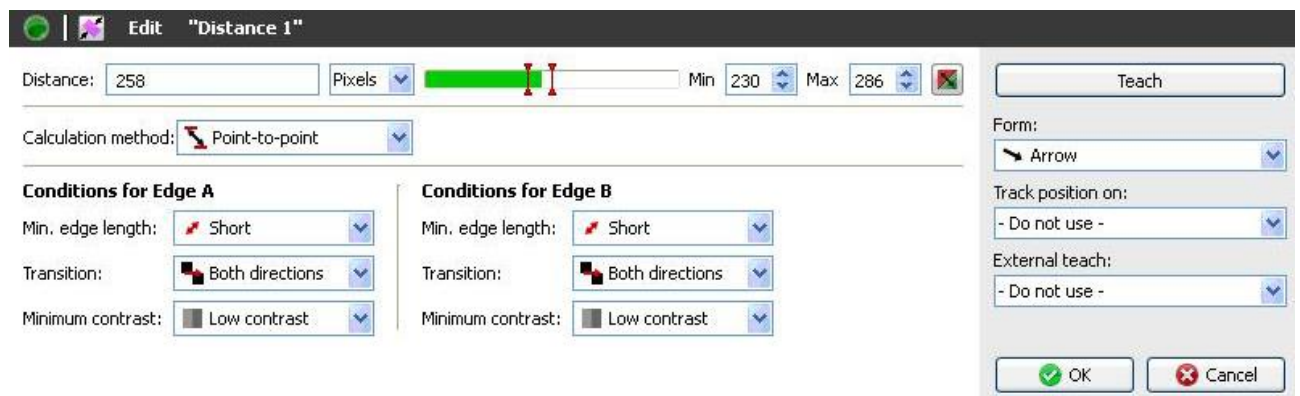 Edit "Distance 1"
Distance: 258 Pixels Min 230 Max 286
Calculation method: Point-to-point
Conditions for Edge A
Min. edge length: Short
Transition: Both directions
Minimum contrast: Low contrast
Conditions for Edge B
Min. edge length: Short
Transition: Both directions
Minimum contrast: Low contrast
Teach
Form:
Arrow
Track position on:
- Do not use -
External teach:
- Do not use -
OK Cancel